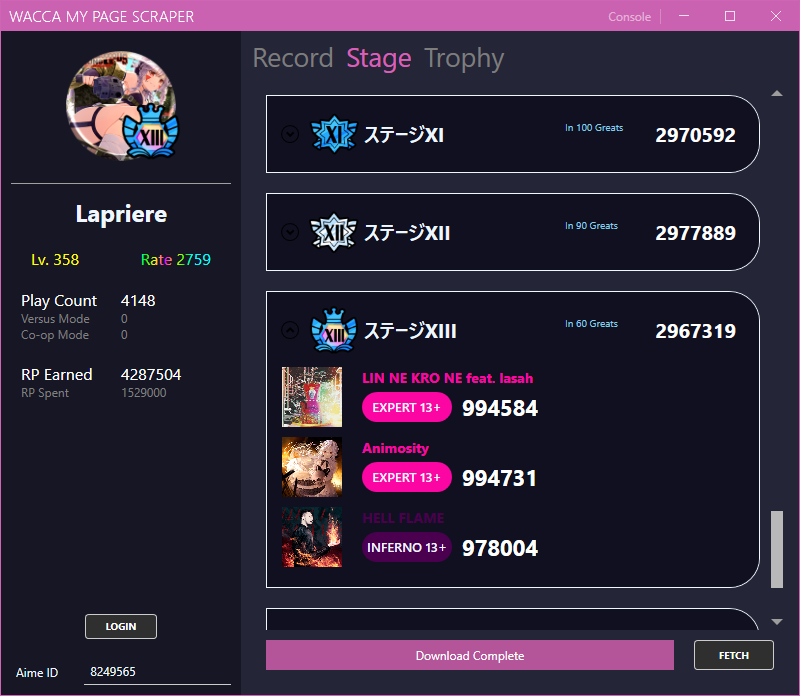 WACCA MY PAGE SCRAPER
Console
Record Stage Trophy
XIII
Lapriere
Lv. 358
Rate 2759
Play Count 4148
Versus Mode 0
Co-op Mode 0
RP Earned 4287504
RP Spent 1529000
LOGIN
Aime ID 8249565
XI ステージXI In 100 Greats 2970592
XII ステージXII In 90 Greats 2977889
XIII ステージXIII In 60 Greats 2967319
LIN NE KRO NE feat. lasah
EXPERT 13+ 994584
Animosity
EXPERT 13+ 994731
HELL FLAME
INFERNO 13+ 978004
Download Complete
FETCH